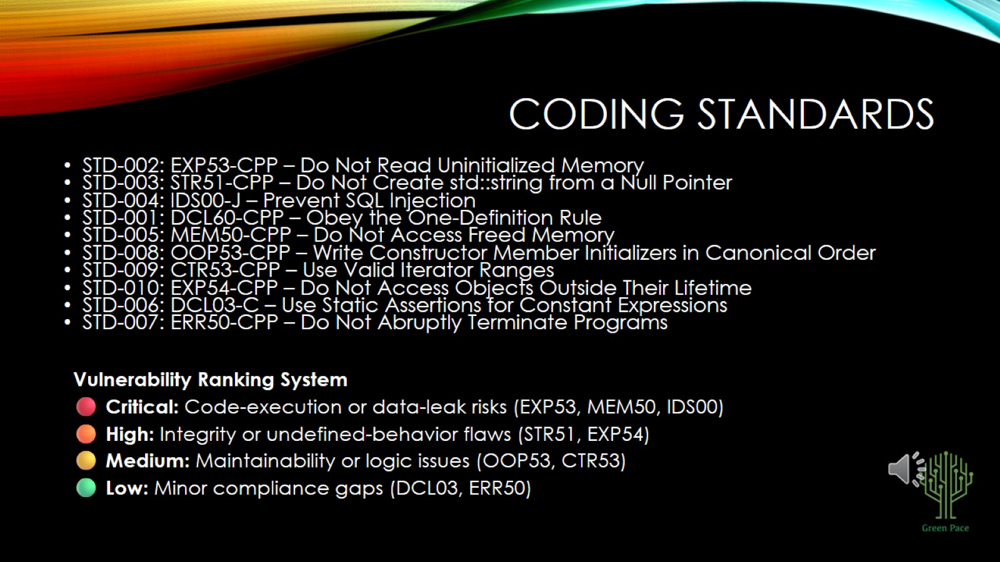 CODING STANDARDS
• STD-002: EXP53-CPP – Do Not Read Uninitialized Memory
• STD-003: STR51-CPP – Do Not Create std::string from a Null Pointer
• STD-004: IDS00-J – Prevent SQL Injection
• STD-001: DCL60-CPP – Obey the One-Definition Rule
• STD-005: MEM50-CPP – Do Not Access Freed Memory
• STD-008: OOP53-CPP – Write Constructor Member Initializers in Canonical Order
• STD-009: CTR53-CPP – Use Valid Iterator Ranges
• STD-010: EXP54-CPP – Do Not Access Objects Outside Their Lifetime
• STD-006: DCL03-C – Use Static Assertions for Constant Expressions
• STD-007: ERR50-CPP – Do Not Abruptly Terminate Programs
Vulnerability Ranking System
Critical: Code-execution or data-leak risks (EXP53, MEM50, IDS00)
High: Integrity or undefined-behavior flaws (STR51, EXP54)
Medium: Maintainability or logic issues (OOP53, CTR53)
Low: Minor compliance gaps (DCL03, ERR50)
Green Pace